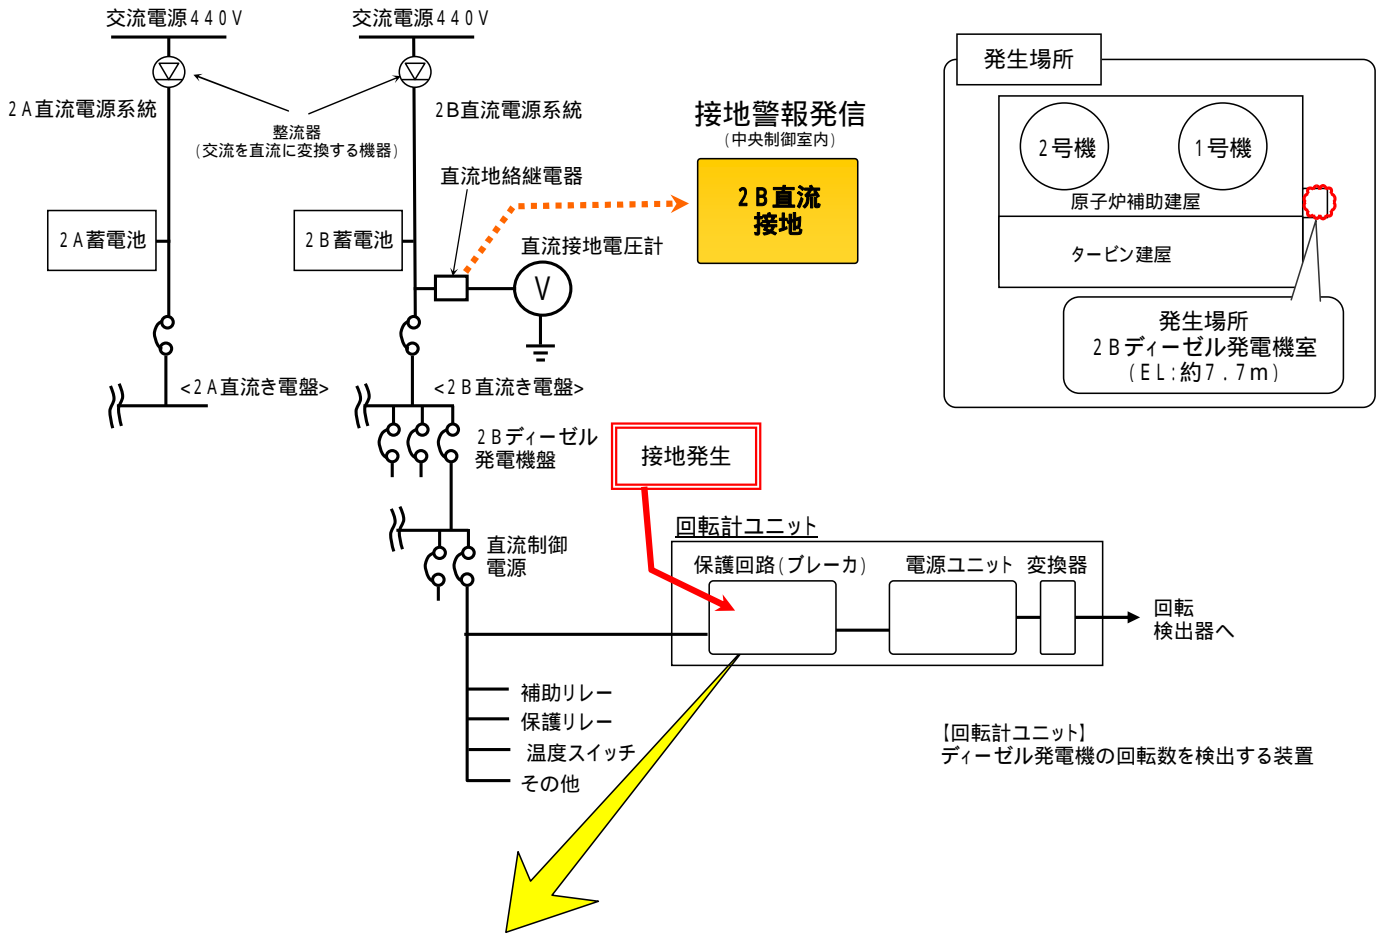 交流電源440V
交流電源440V
2A直流電源系統
2B直流電源系統
整流器
(交流を直流に変換する機器)
直流地絡継電器
接地警報発信
(中央制御室内)
2B直流
接地
2A蓄電池
2B蓄電池
直流接地電圧計
V
<2A直流き電盤>
<2B直流き電盤>
2Bディーゼル
発電機盤
接地発生
直流制御
電源
回転計ユニット
保護回路(ブレーカ)
電源ユニット
変換器
回転
検出器へ
補助リレー
保護リレー
温度スイッチ
その他
【回転計ユニット】
ディーゼル発電機の回転数を検出する装置
発生場所
2号機
1号機
原子炉補助建屋
タービン建屋
発生場所
2Bディーゼル発電機室
(EL:約7.7m)